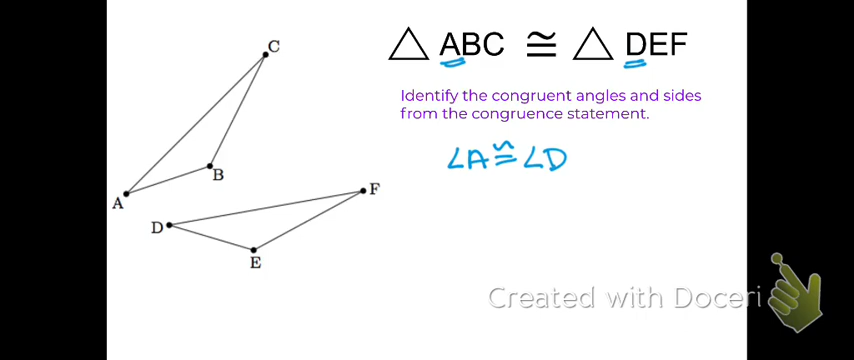 △ ABC ≅ △ DEF
Identify the congruent angles and sides
from the congruence statement.
∠A ≅ ∠D
C
B
A
F
D
E
Created with Doceri